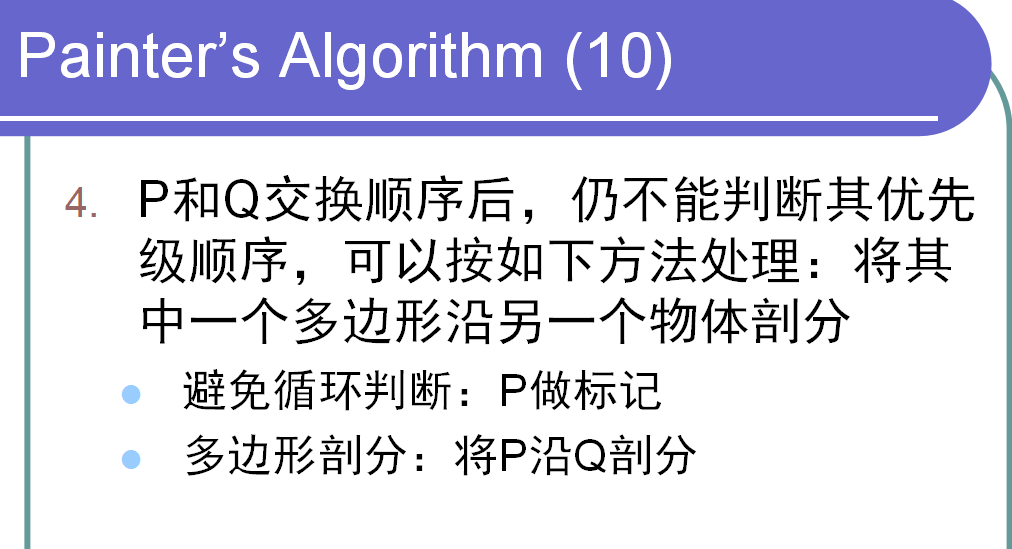 Painter’s Algorithm (10)
4. P和Q交换顺序后，仍不能判断其优先
级顺序，可以按如下方法处理：将其
中一个多边形沿另一个物体剖分
● 避免循环判断：P做标记
● 多边形剖分：将P沿Q剖分